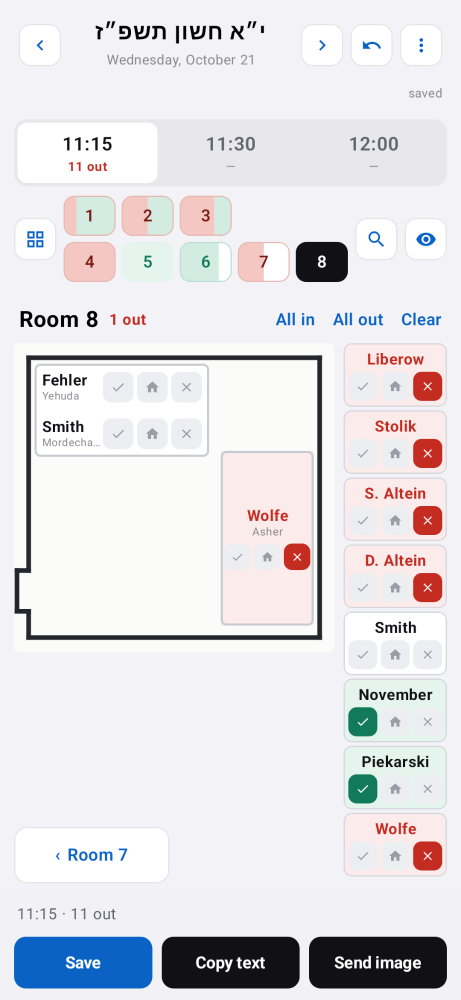 י״א חשון תשפ״ז
Wednesday, October 21
saved
11:15
11 out
11:30
—
12:00
—
1
2
3
4
5
6
7
8
Room 8 1 out
All in All out Clear
Fehler
Yehuda
Smith
Mordecha...
Wolfe
Asher
Liberow
Stolik
S. Altein
D. Altein
Smith
November
Piekarski
Wolfe
‹ Room 7
11:15 · 11 out
Save
Copy text
Send image